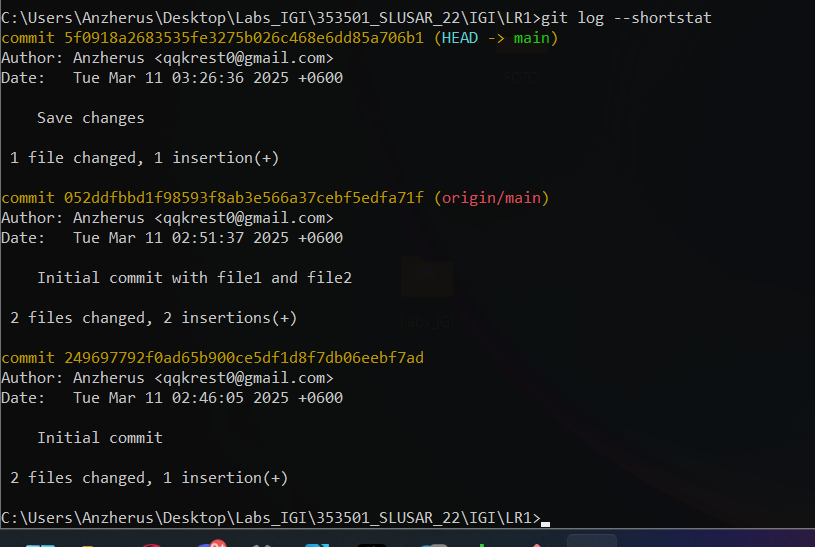 C:\Users\Anzherus\Desktop\Labs_IGI\353501_SLUSAR_22\IGI\LR1>git log --shortstat
commit 5f0918a2683535fe3275b026c468e6dd85a706b1 (HEAD -> main)
Author: Anzherus <qqkrest0@gmail.com>
Date:   Tue Mar 11 03:26:36 2025 +0600
    Save changes
 1 file changed, 1 insertion(+)
commit 052ddfbbd1f98593f8ab3e566a37cebf5edfa71f (origin/main)
Author: Anzherus <qqkrest0@gmail.com>
Date:   Tue Mar 11 02:51:37 2025 +0600
    Initial commit with file1 and file2
 2 files changed, 2 insertions(+)
commit 249697792f0ad65b900ce5df1d8f7db06eebf7ad
Author: Anzherus <qqkrest0@gmail.com>
Date:   Tue Mar 11 02:46:05 2025 +0600
    Initial commit
 2 files changed, 1 insertion(+)
C:\Users\Anzherus\Desktop\Labs_IGI\353501_SLUSAR_22\IGI\LR1>